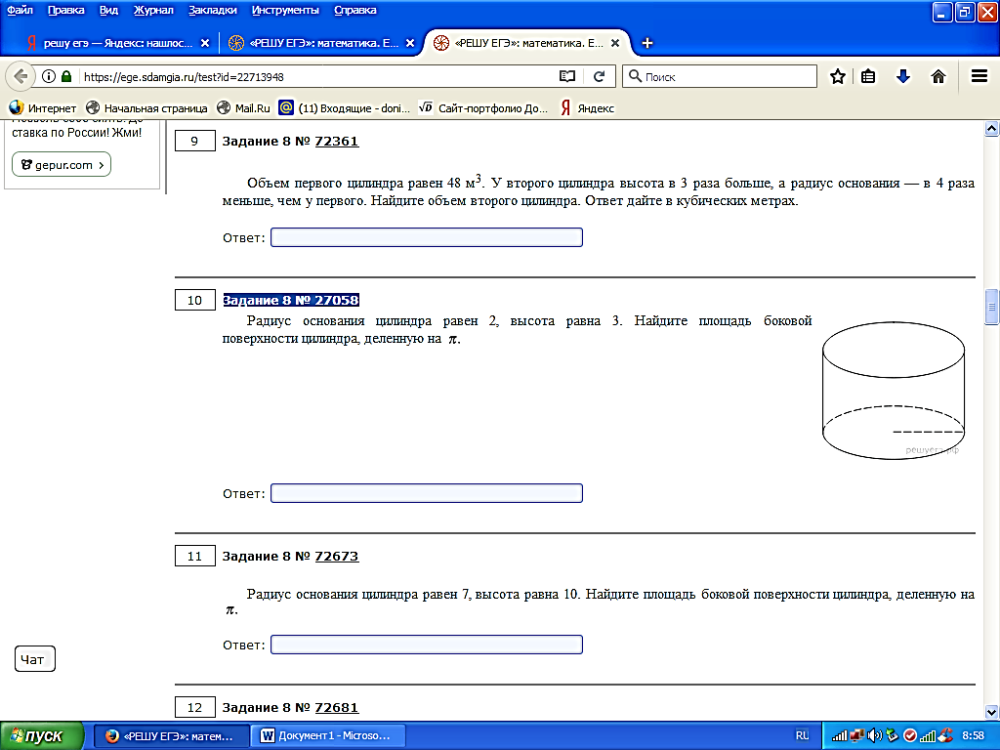 Файл Правка Вид Журнал Закладки Инструменты Справка
решу егэ — Яндекс: нашлос... «РЕШУ ЕГЭ»: математика. Е... «РЕШУ ЕГЭ»: математика. Е...
https://ege.sdamgia.ru/test?id=22713948 Поиск
Интернет Начальная страница Mail.Ru (11) Входящие - doni... Сайт-портфолио До... Яндекс
ставка по России! Жми!
gepur.com
9 Задание 8 № 72361
Объем первого цилиндра равен 48 м³. У второго цилиндра высота в 3 раза больше, а радиус основания — в 4 раза
меньше, чем у первого. Найдите объем второго цилиндра. Ответ дайте в кубических метрах.
Ответ:
10 Задание 8 № 27058
Радиус основания цилиндра равен 2, высота равна 3. Найдите площадь боковой
поверхности цилиндра, деленную на π.
решуегэ.рф
Ответ:
11 Задание 8 № 72673
Радиус основания цилиндра равен 7, высота равна 10. Найдите площадь боковой поверхности цилиндра, деленную на
π.
Ответ:
Чат
12 Задание 8 № 72681
пуск «РЕШУ ЕГЭ»: матем... Документ1 - Microso... RU 8:58